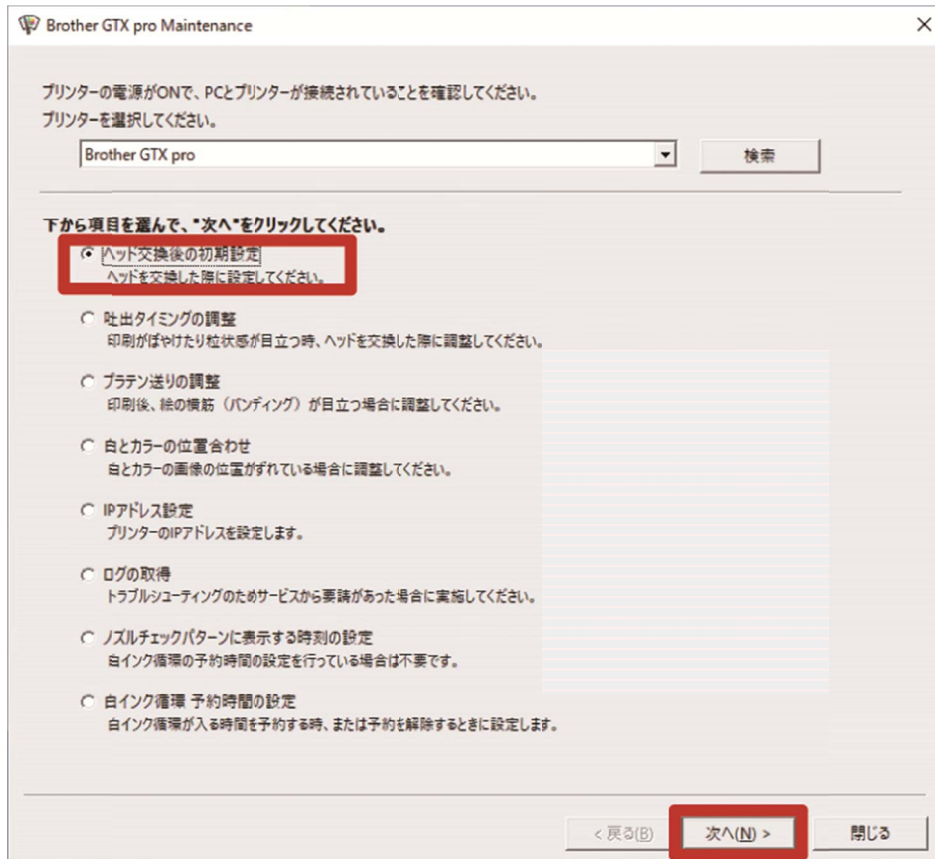 Brother GTX pro Maintenance
プリンターの電源がONで、PCとプリンターが接続されていることを確認してください。
プリンターを選択してください。
Brother GTX pro
検索
下から項目を選んで、"次へ"をクリックしてください。
ヘッド交換後の初期設定
ヘッドを交換した際に設定してください。
吐出タイミングの調整
印刷がぼやけたり粒状感が目立つ時、ヘッドを交換した際に調整してください。
プラテン送りの調整
印刷後、絵の横筋（バンディング）が目立つ場合に調整してください。
白とカラーの位置合わせ
白とカラーの画像の位置がずれている場合に調整してください。
IPアドレス設定
プリンターのIPアドレスを設定します。
ログの取得
トラブルシューティングのためサービスから要請があった場合に実施してください。
ノズルチェックパターンに表示する時刻の設定
白インク循環の予約時間の設定を行っている場合は不要です。
白インク循環 予約時間の設定
白インク循環が入る時間を予約する時、または予約を解除するときに設定します。
< 戻る(B)
次へ(N) >
閉じる